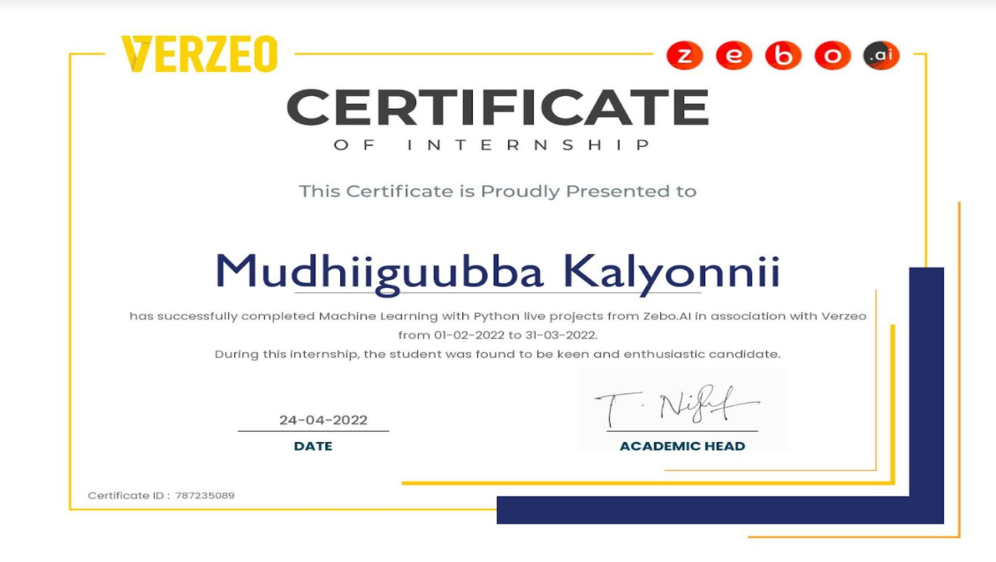 VERZEO
zebo.ai
CERTIFICATE
OF INTERNSHIP
This Certificate is Proudly Presented to
Mudhiiguubba Kalyonnii
has successfully completed Machine Learning with Python live projects from Zebo.AI in association with Verzeo
from 01-02-2022 to 31-03-2022.
During this internship, the student was found to be keen and enthusiastic candidate.
24-04-2022
DATE
ACADEMIC HEAD
Certificate ID : 787235089